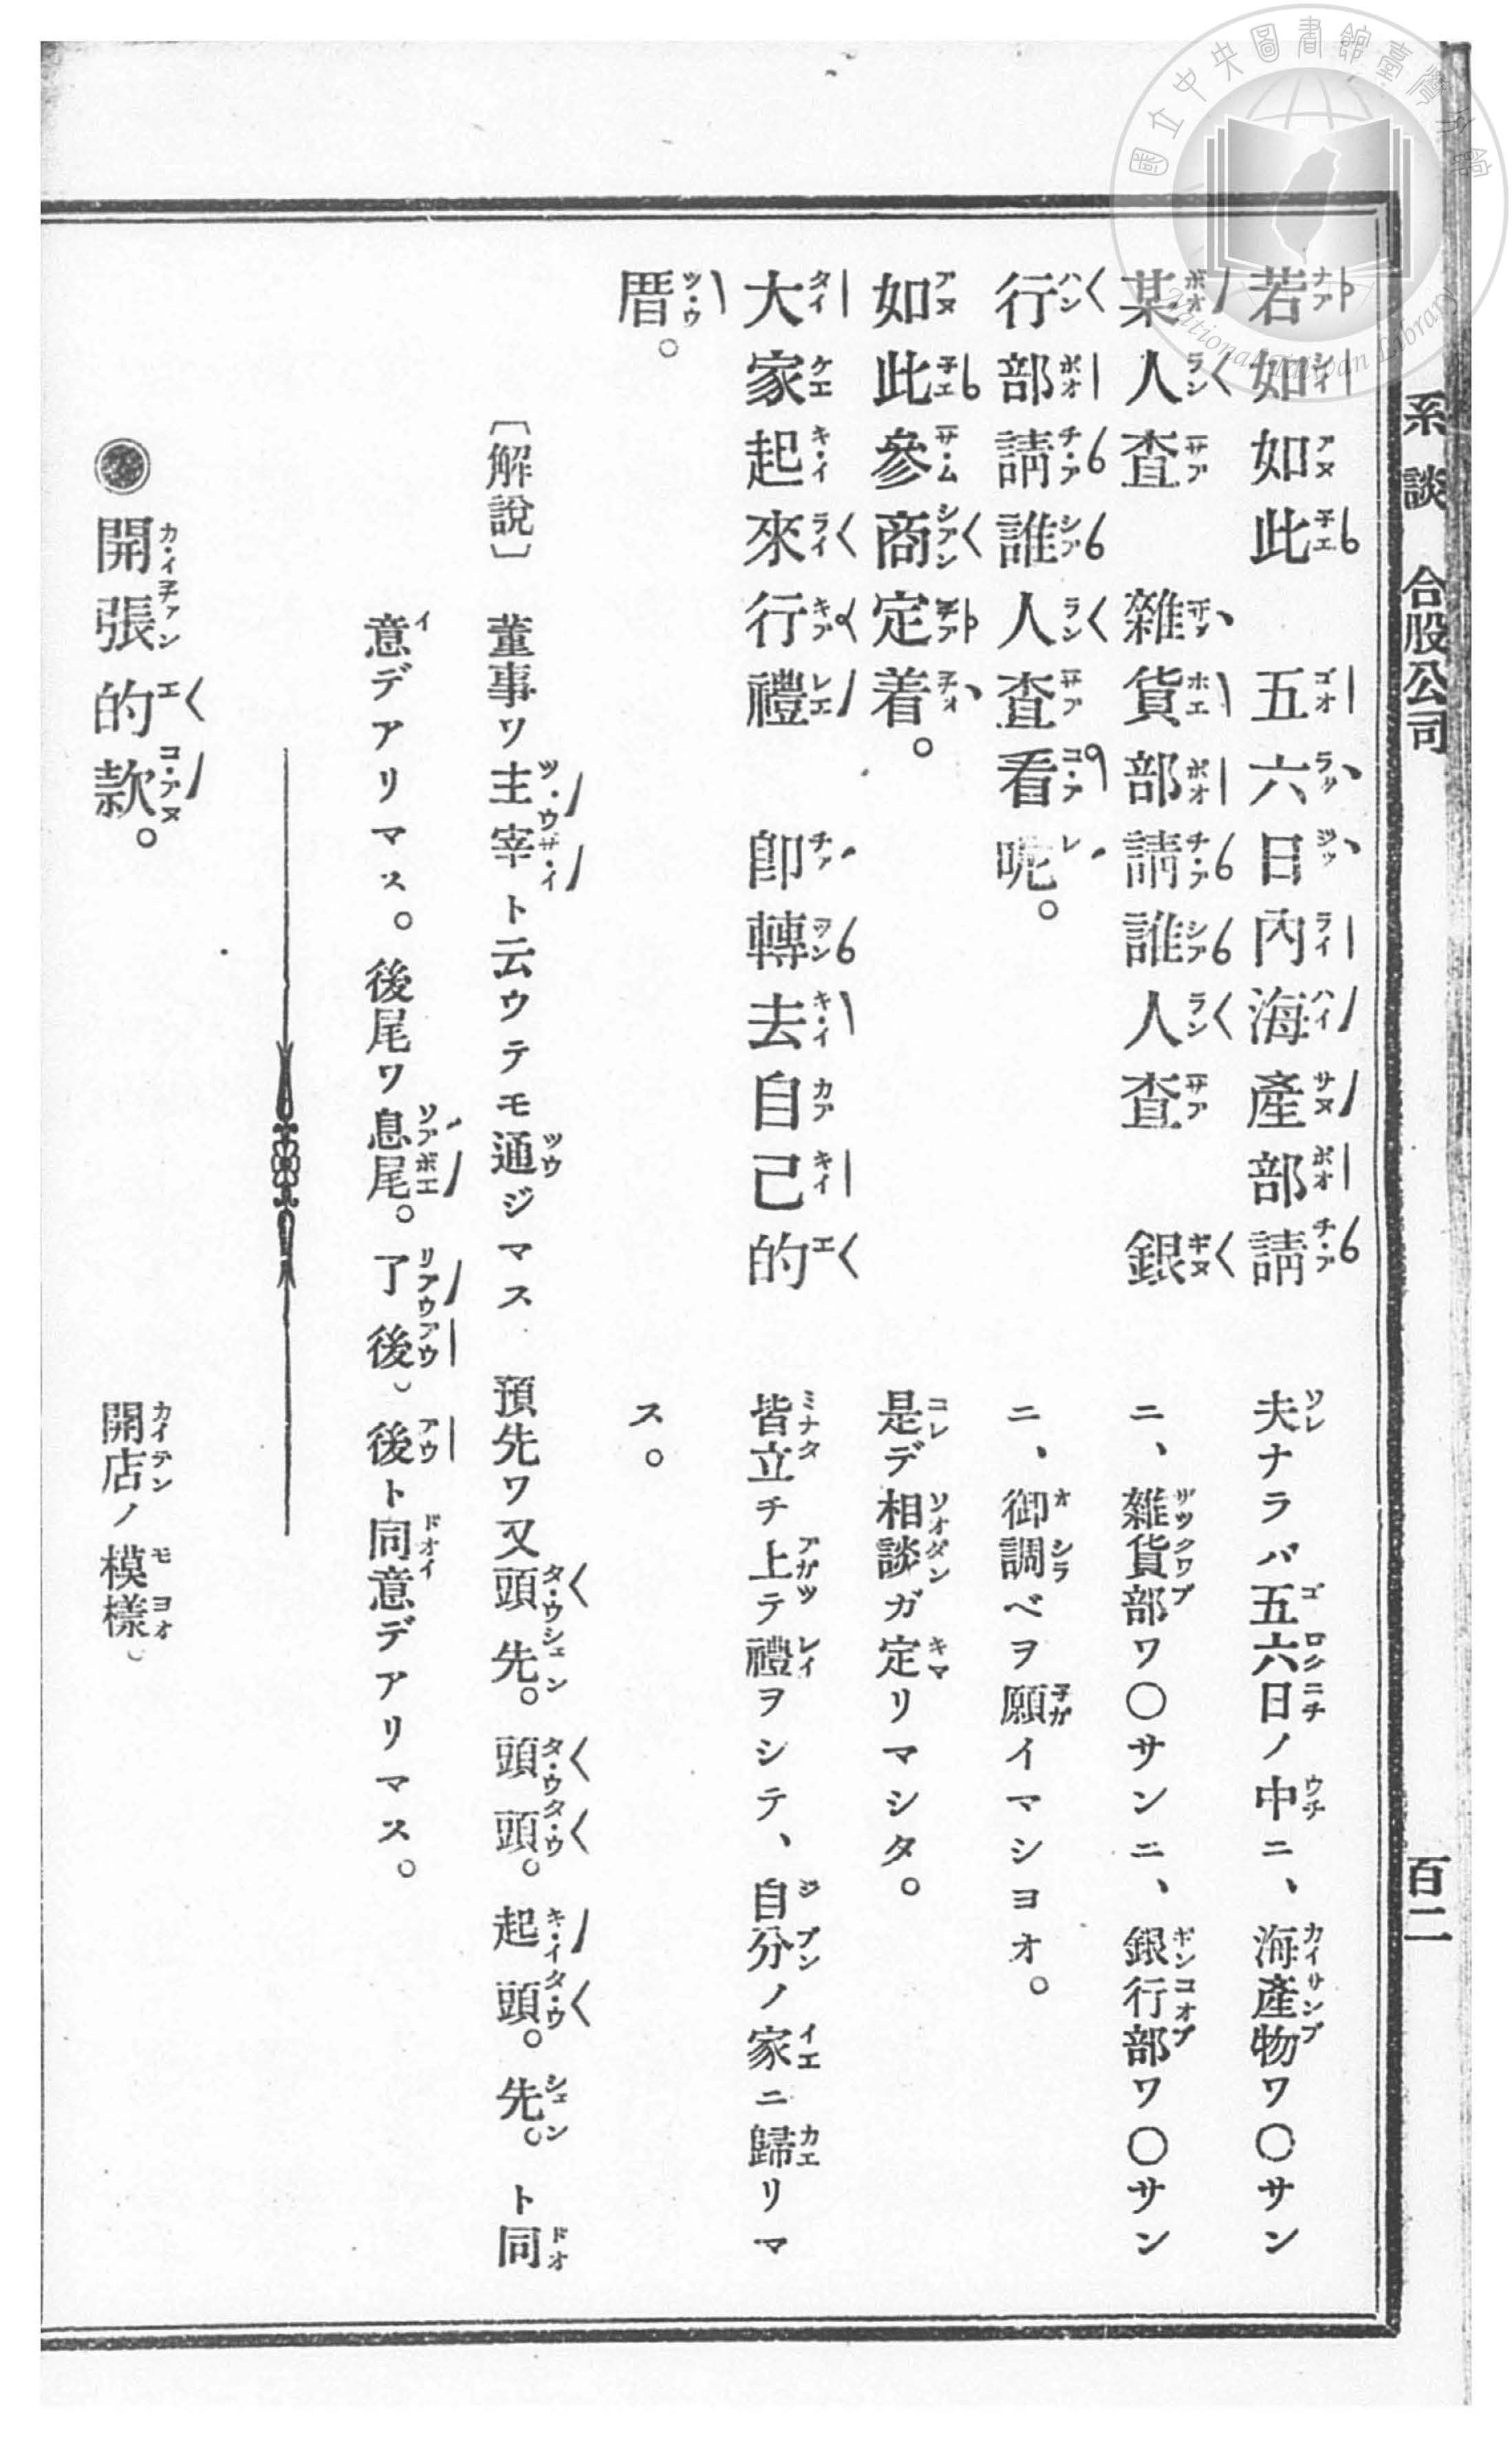 系談 合股公司 百二
若如如此 五六日內海產部請
某人查 雜貨部請誰人查 銀
行部請誰人查看呢。
如此參商定着。
大家起來行禮 即轉去自己的
厝。
夫ナラバ五六日ノ中ニ、海產物ワ〇サン
ニ、雜貨部ワ〇サンニ、銀行部ワ〇サン
ニ、御調ベヲ願イマシヨオ。
是デ相談ガ定リマシタ。
皆立チ上テ禮ヲシテ、自分ノ家ニ歸リマ
ス。
〔解說〕 董事ワ主宰ト云ウテモ通ジマス 預先ワ又頭先。頭頭。起頭。先。ト同
意デアリマス。後尾ワ息尾。了後。後ト同意デアリマス。
開張的款。
開店ノ模樣。
國立中央圖書館臺灣分館
National Taiwan Library